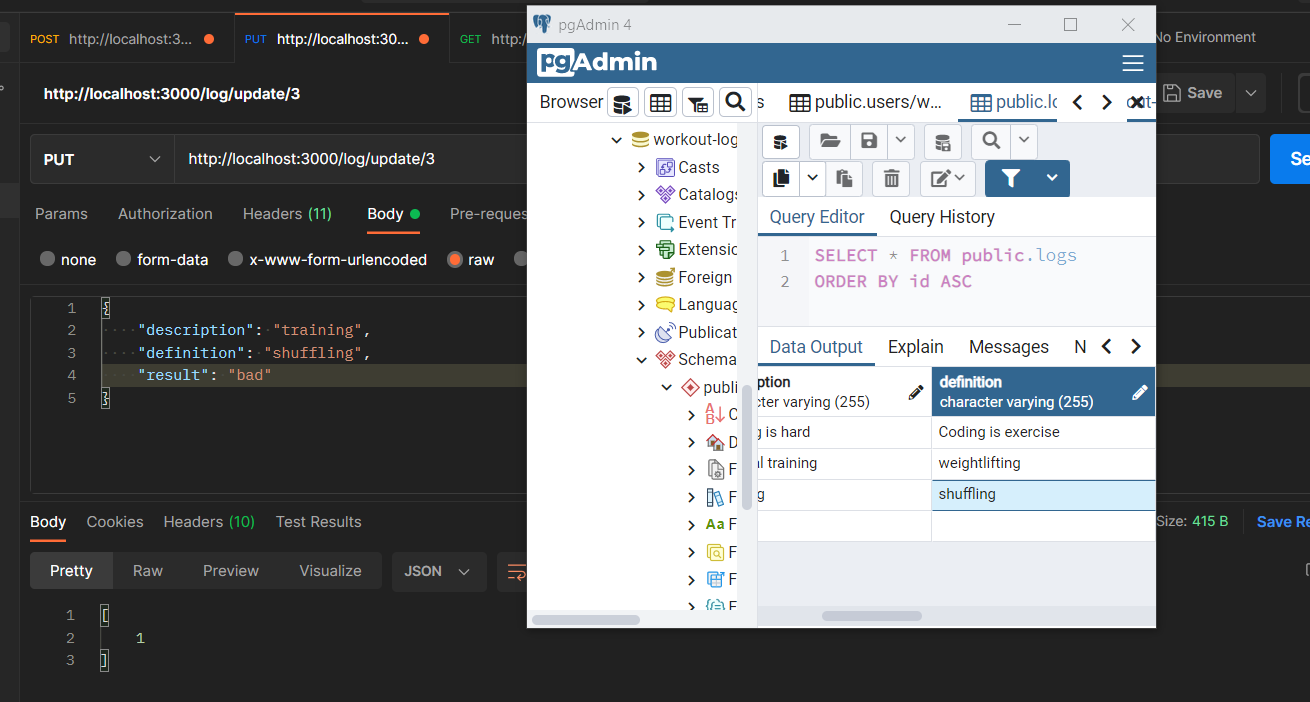 POST http://localhost:3... PUT http://localhost:30... GET http:/
No Environment
http://localhost:3000/log/update/3
Save
PUT http://localhost:3000/log/update/3
Se
Params Authorization Headers (11) Body Pre-reques
none form-data x-www-form-urlencoded raw
1 {
2 "description": "training",
3 "definition": "shuffling",
4 "result": "bad"
5 }
Body Cookies Headers (10) Test Results
Size: 415 B Save Re
Pretty Raw Preview Visualize JSON
1 [
2 1
3 ]
pgAdmin 4
pgAdmin
Browser
s public.users/w... public.lo out-
workout-log
Casts
Catalogs
Event Tr
Extensio
Foreign
Languag
Publicat
Schema
publi
C
D
F
F
Aa F
F
F
F
Query Editor Query History
1 SELECT * FROM public.logs
2 ORDER BY id ASC
Data Output Explain Messages N
ption definition
cter varying (255) character varying (255)
g is hard Coding is exercise
al training weightlifting
g shuffling